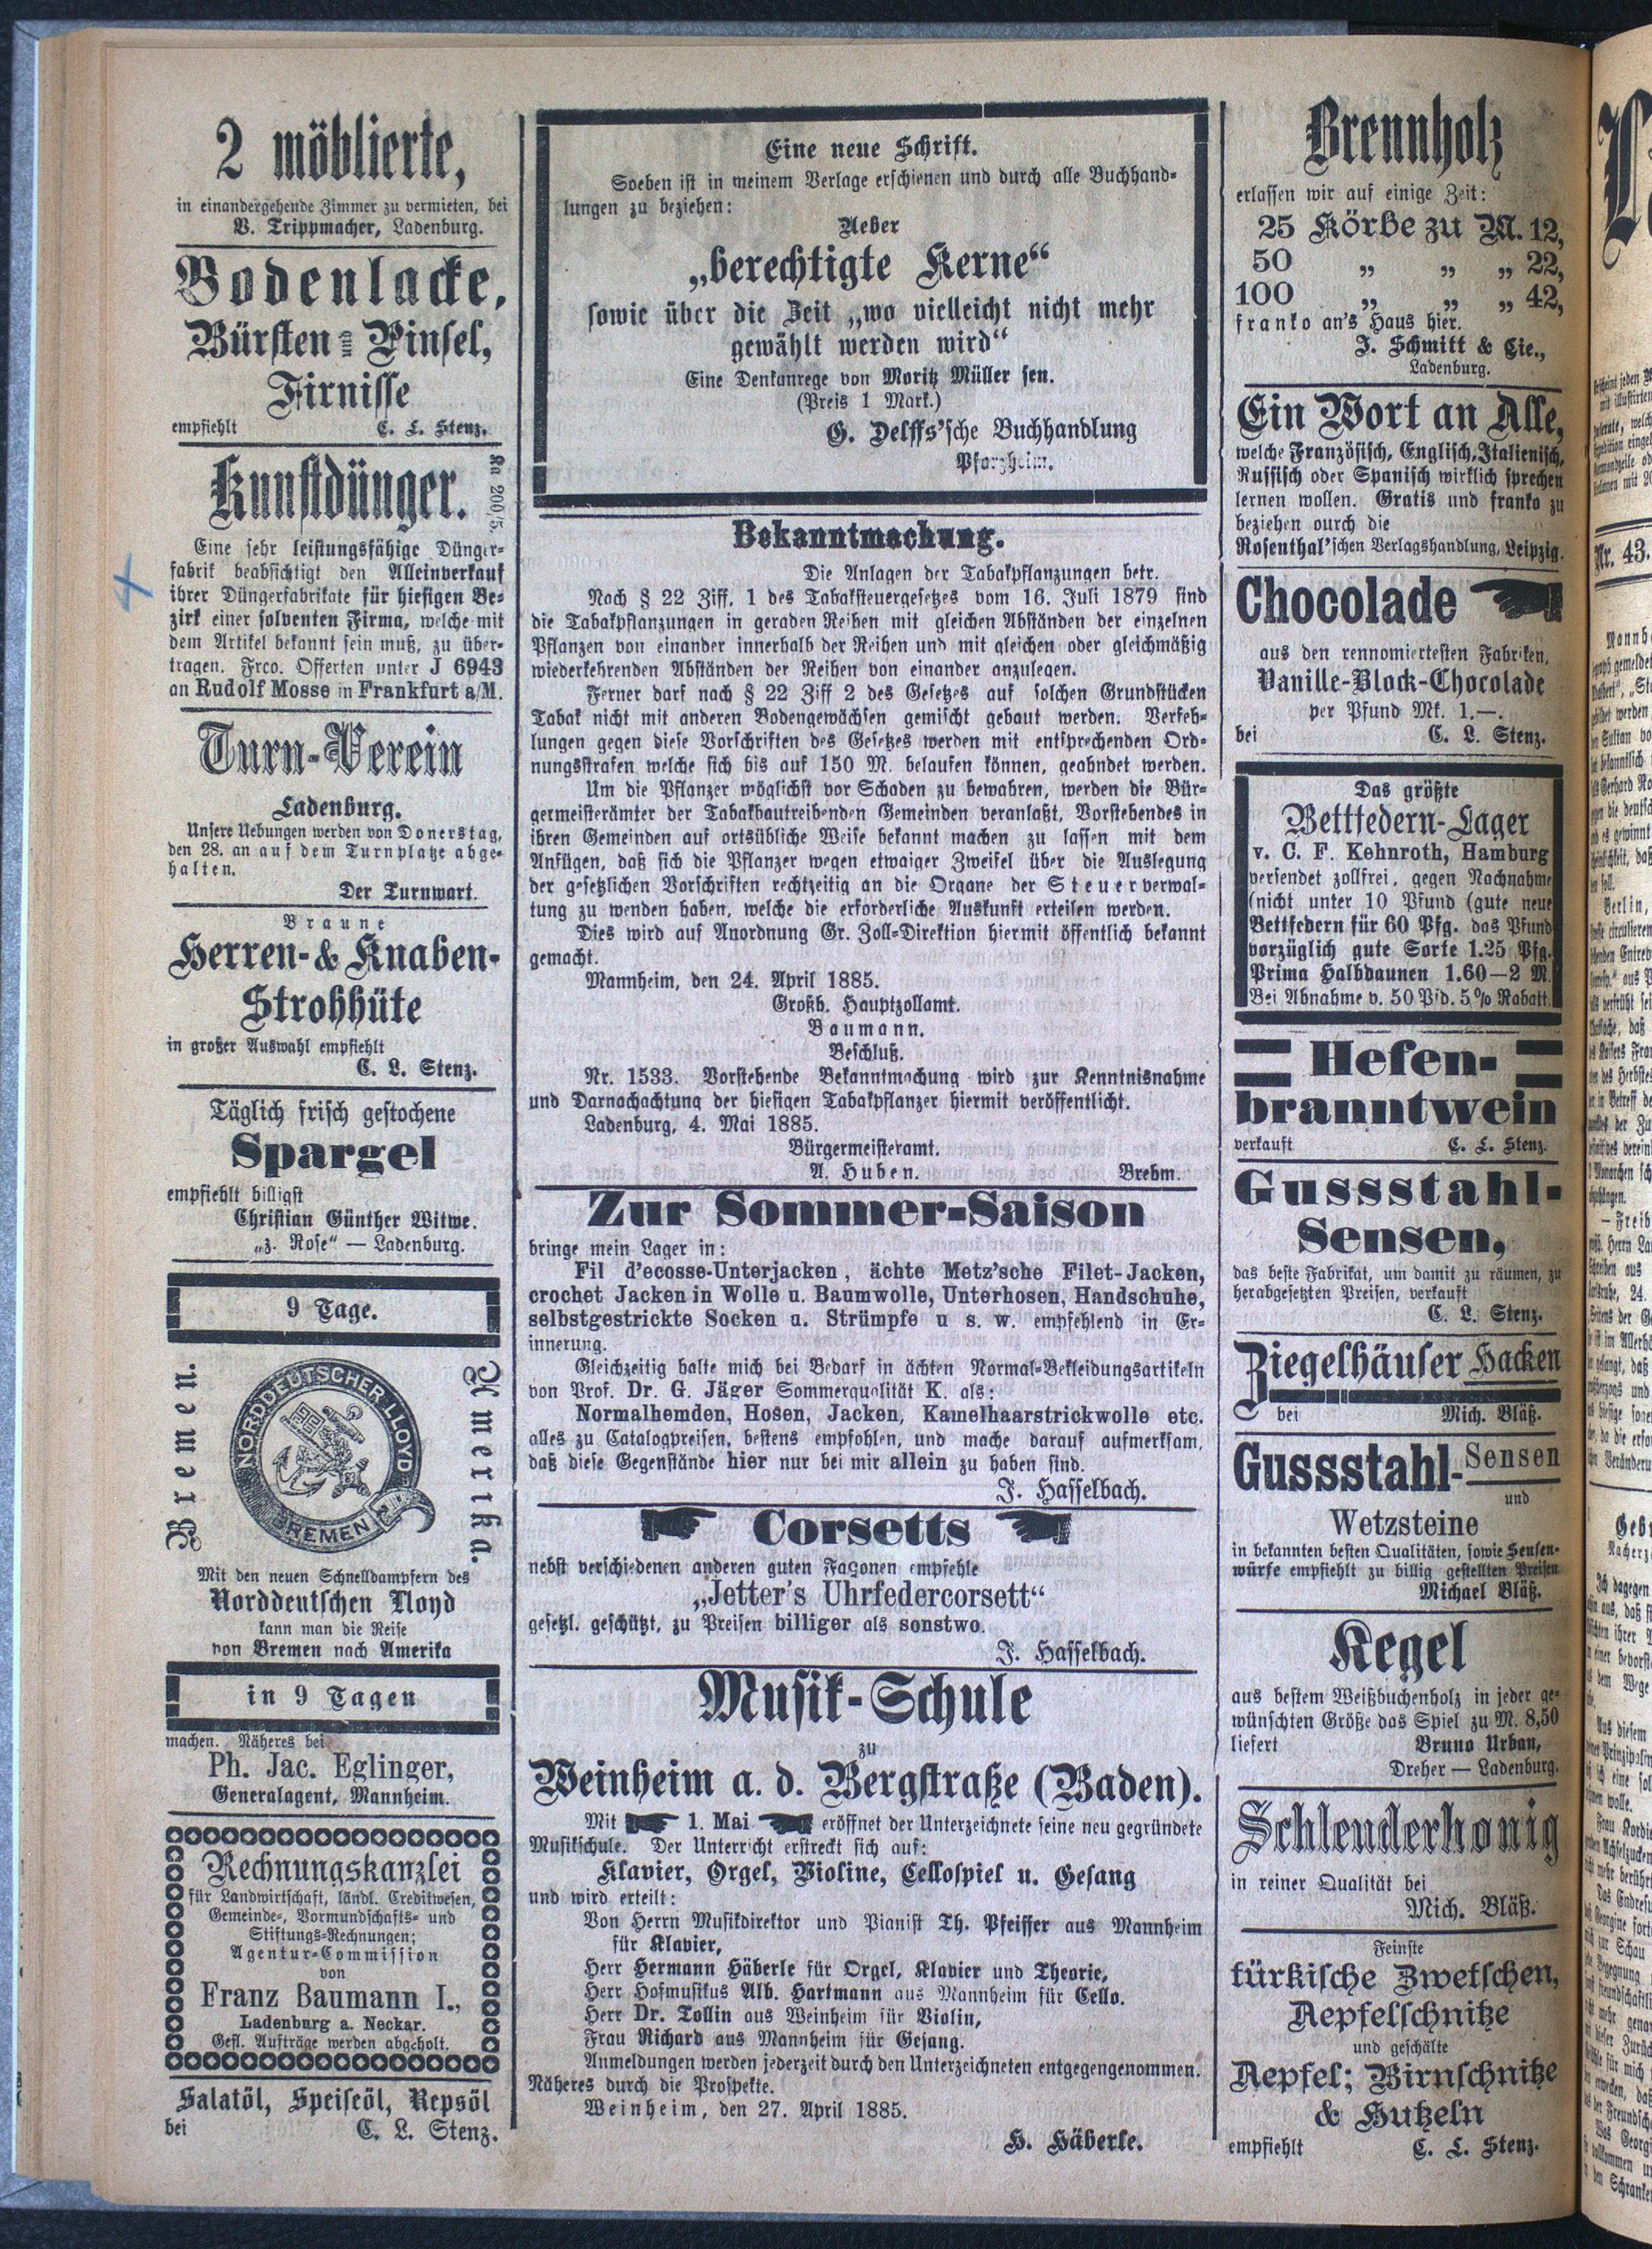 2 möblierte,
in einandergehende Zimmer zu vermieten, bei
V. Trippmacher, Ladenburg.
Bodenlacke,
Bürsten und Pinsel,
Firnisse
empfiehlt C. L. Stenz.
Kunstdünger.
Ka 200/5.
Eine sehr leistungsfähige Dünger-
fabrik beabsichtigt den Alleinverkauf
ihrer Düngerfabrikate für hiesigen Be-
zirk einer solventen Firma, welche mit
dem Artikel bekannt sein muß, zu über-
tragen. Frco. Offerten unter J 6943
an Rudolf Mosse in Frankfurt a/M.
Turn-Verein
Ladenburg.
Unsere Uebungen werden von Donerstag,
den 28. an auf dem Turnplatze abge-
halten.
Der Turnwart.
Braune
Herren- & Knaben-
Strohhüte
in großer Auswahl empfiehlt
C. L. Stenz.
Täglich frisch gestochene
Spargel
empfiehlt billigst
Christian Günther Witwe.
„z. Rose“ — Ladenburg.
9 Tage.
Bremen.
NORDDEUTSCHER LLOYD
BREMEN
Amerika.
Mit den neuen Schnelldampfern des
Norddeutschen Lloyd
kann man die Reise
von Bremen nach Amerika
in 9 Tagen
machen. Näheres bei
Ph. Jac. Eglinger,
Generalagent, Mannheim.
Rechnungskanzlei
für Landwirtschaft, ländl. Creditwesen,
Gemeinde-, Vormundschafts- und
Stiftungs-Rechnungen;
Agentur-Commission
von
Franz Baumann I.,
Ladenburg a. Neckar.
Gefl. Aufträge werden abgeholt.
Salatöl, Speiseöl, Repsöl
bei C. L. Stenz.
Eine neue Schrift.
Soeben ist in meinem Verlage erschienen und durch alle Buchhand-
lungen zu beziehen:
Ueber
„berechtigte Kerne“
sowie über die Zeit „wo vielleicht nicht mehr
gewählt werden wird“
Eine Denkanrege von Moritz Müller sen.
(Preis 1 Mark.)
G. Delffs'sche Buchhandlung
Pforzheim.
Bekanntmachung.
Die Anlagen der Tabakpflanzungen betr.
Nach § 22 Ziff. 1 des Tabaksteuergesetzes vom 16. Juli 1879 sind
die Tabakpflanzungen in geraden Reihen mit gleichen Abständen der einzelnen
Pflanzen von einander innerhalb der Reihen und mit gleichen oder gleichmäßig
wiederkehrenden Abständen der Reihen von einander anzulegen.
Ferner darf nach § 22 Ziff 2 des Gesetzes auf solchen Grundstücken
Tabak nicht mit anderen Bodengewächsen gemischt gebaut werden. Verfeh-
lungen gegen diese Vorschriften des Gesetzes werden mit entsprechenden Ord-
nungsstrafen welche sich bis auf 150 M. belaufen können, geahndet werden.
Um die Pflanzer möglichst vor Schaden zu bewahren, werden die Bür-
germeisterämter der Tabakbautreibenden Gemeinden veranlaßt, Vorstehendes in
ihren Gemeinden auf ortsübliche Weise bekannt machen zu lassen mit dem
Anfügen, daß sich die Pflanzer wegen etwaiger Zweifel über die Auslegung
der gesetzlichen Vorschriften rechtzeitig an die Organe der Steuerverwal-
tung zu wenden haben, welche die erforderliche Auskunft erteilen werden.
Dies wird auf Anordnung Gr. Zoll-Direktion hiermit öffentlich bekannt
gemacht.
Mannheim, den 24. April 1885.
Großh. Hauptzollamt.
Baumann.
Beschluß.
Nr. 1533. Vorstehende Bekanntmachung wird zur Kenntnisnahme
und Darnachachtung der hiesigen Tabakpflanzer hiermit veröffentlicht.
Ladenburg, 4. Mai 1885.
Bürgermeisteramt.
A. Huben. Brehm.
Zur Sommer-Saison
bringe mein Lager in:
Fil d'ecosse-Unterjacken, ächte Metz'sche Filet-Jacken,
crochet Jacken in Wolle u. Baumwolle, Unterhosen, Handschuhe,
selbstgestrickte Socken u. Strümpfe u s. w. empfehlend in Er-
innerung.
Gleichzeitig halte mich bei Bedarf in ächten Normal-Bekleidungsartikeln
von Prof. Dr. G. Jäger Sommerqualität K. als:
Normalhemden, Hosen, Jacken, Kamelhaarstrickwolle etc.
alles zu Catalogpreisen, bestens empfohlen, und mache darauf aufmerksam,
daß diese Gegenstände hier nur bei mir allein zu haben sind.
J. Hasselbach.
Corsetts
nebst verschiedenen anderen guten Façonen empfehle
„Jetter's Uhrfedercorsett“
gesetzl. geschützt, zu Preisen billiger als sonstwo.
J. Hasselbach.
Musik-Schule
zu
Weinheim a. d. Bergstraße (Baden).
Mit 1. Mai eröffnet der Unterzeichnete seine neu gegründete
Musikschule. Der Unterricht erstreckt sich auf:
Klavier, Orgel, Violine, Cellospiel u. Gesang
und wird erteilt:
Von Herrn Musikdirektor und Pianist Th. Pfeiffer aus Mannheim
für Klavier,
Herr Hermann Häberle für Orgel, Klavier und Theorie,
Herr Hofmusikus Alb. Hartmann aus Mannheim für Cello.
Herr Dr. Tollin aus Weinheim für Violin,
Frau Richard aus Mannheim für Gesang.
Anmeldungen werden jederzeit durch den Unterzeichneten entgegengenommen.
Näheres durch die Prospekte.
Weinheim, den 27. April 1885.
H. Häberle.
Brennholz
erlassen wir auf einige Zeit:
25 Körbe zu M. 12,
50 „ „ „ 22,
100 „ „ „ 42,
franko an's Haus hier.
J. Schmitt & Cie.,
Ladenburg.
Ein Wort an Alle,
welche Französisch, Englisch, Italienisch,
Russisch oder Spanisch wirklich sprechen
lernen wollen. Gratis und franko zu
beziehen durch die
Rosenthal'schen Verlagshandlung, Leipzig.
Chocolade
aus den rennomiertesten Fabriken,
Vanille-Block-Chocolade
per Pfund Mk. 1.—.
bei C. L. Stenz.
Das größte
Bettfedern-Lager
v. C. F. Kehnroth, Hamburg
versendet zollfrei, gegen Nachnahme
(nicht unter 10 Pfund (gute neue
Bettfedern für 60 Pfg. das Pfund
vorzüglich gute Sorte 1.25 Pfg.
Prima Halbdaunen 1.60—2 M.
Bei Abnahme v. 50 Pfd. 5% Rabatt.
Hefen-
branntwein
verkauft C. L. Stenz.
Gussstahl-
Sensen,
das beste Fabrikat, um damit zu räumen, zu
herabgesetzten Preisen, verkauft
C. L. Stenz.
Ziegelhäuser Hacken
bei Mich. Bläß.
Gussstahl-Sensen
und
Wetzsteine
in bekannten besten Qualitäten, sowie Sensen-
würfe empfiehlt zu billig gestellten Preisen
Michael Bläß.
Kegel
aus bestem Weißbuchenholz in jeder ge-
wünschten Größe das Spiel zu M. 8,50
liefert Bruno Urban,
Dreher — Ladenburg.
Schleuderhonig
in reiner Qualität bei
Mich. Bläß.
Feinste
türkische Zwetschen,
Aepfelschnitze
und geschälte
Aepfel; Birnschnitze
& Hutzeln
empfiehlt C. L. Stenz.
Nr. 43.